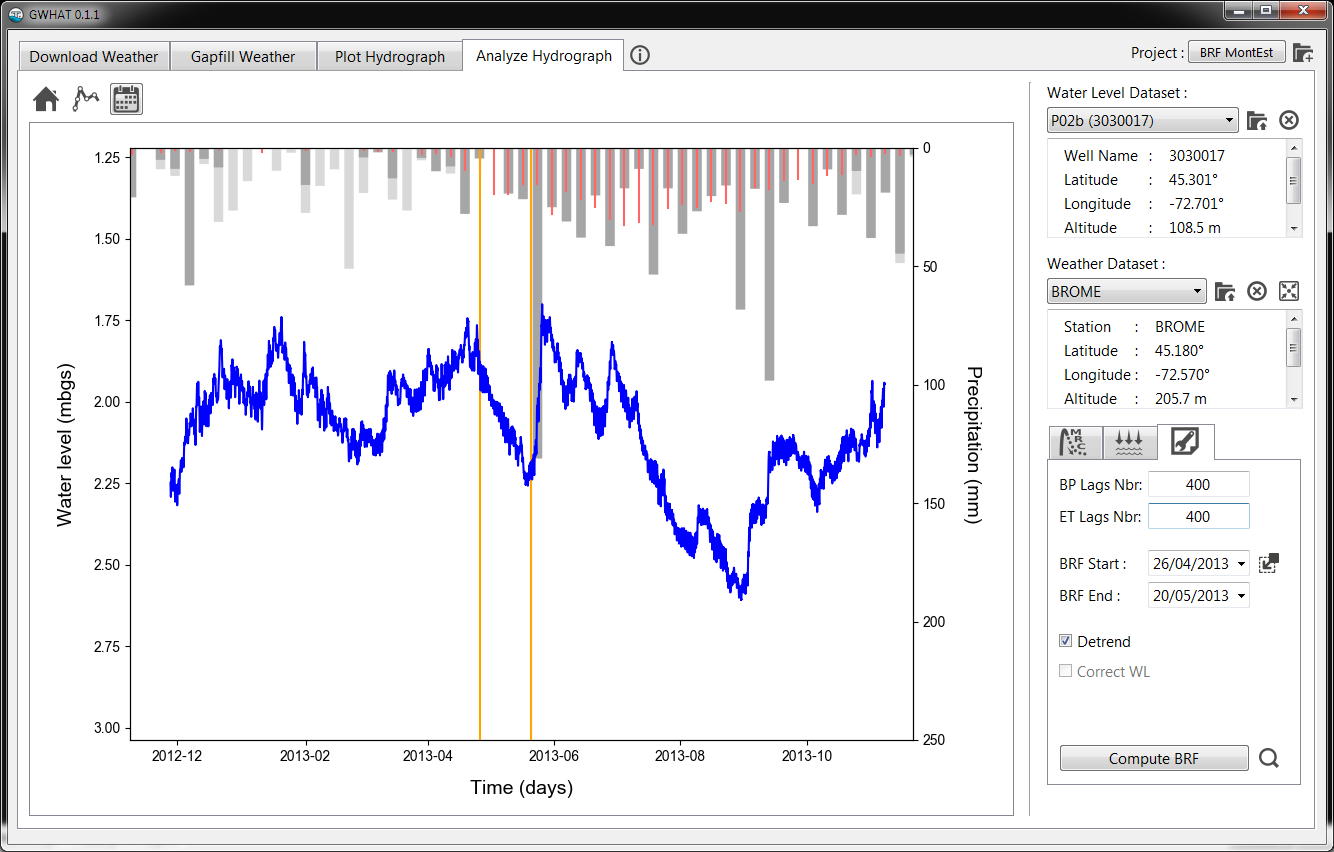 GWHAT 0.1.1
Download Weather
Gapfill Weather
Plot Hydrograph
Analyze Hydrograph
Project : BRF MontEst
Water Level Dataset :
P02b (3030017)
Well Name : 3030017
Latitude : 45.301°
Longitude : -72.701°
Altitude : 108.5 m
Weather Dataset :
BROME
Station : BROME
Latitude : 45.180°
Longitude : -72.570°
Altitude : 205.7 m
MRC
BP Lags Nbr: 400
ET Lags Nbr: 400
BRF Start : 26/04/2013
BRF End : 20/05/2013
Detrend
Correct WL
Compute BRF
Water level (mbgs)
1.25
1.50
1.75
2.00
2.25
2.50
2.75
3.00
2012-12
2013-02
2013-04
2013-06
2013-08
2013-10
Time (days)
0
50
100
150
200
250
Precipitation (mm)